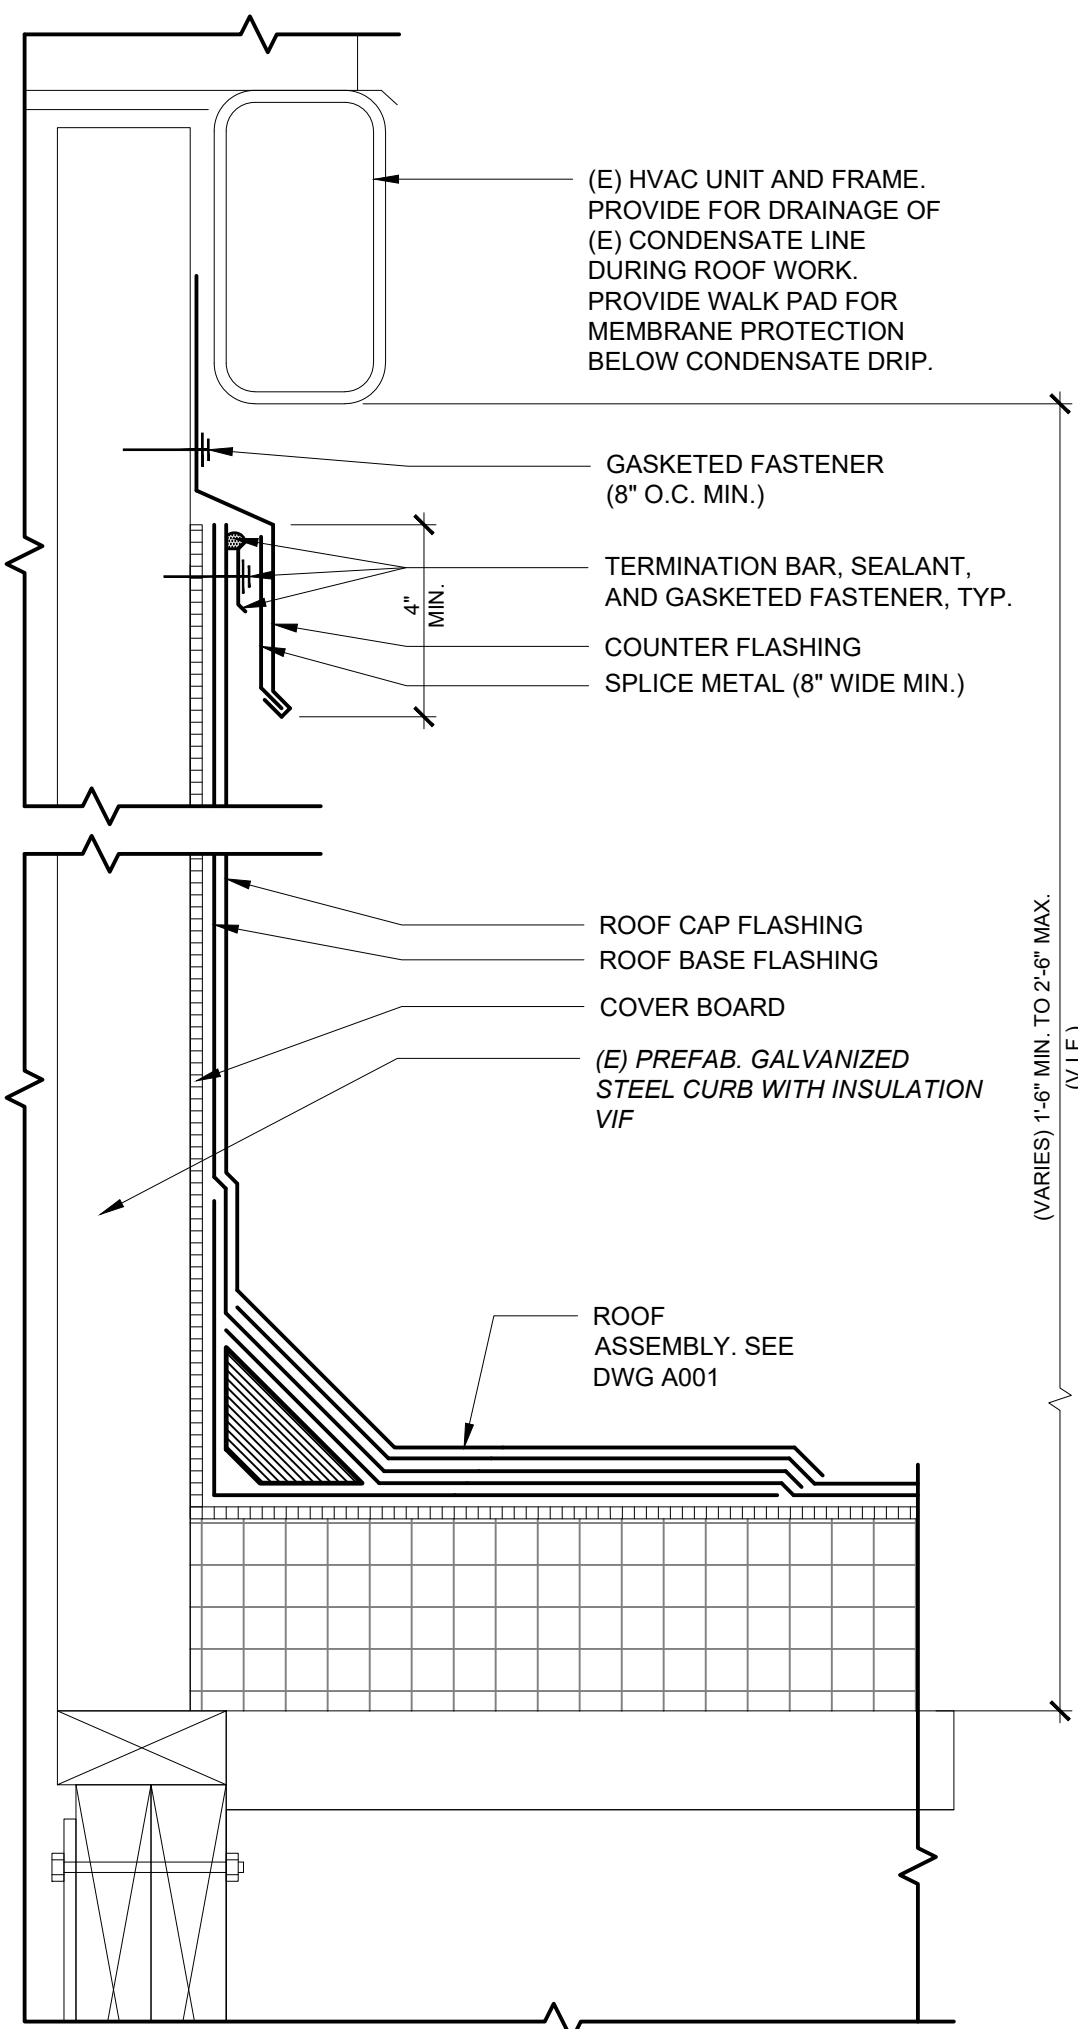 (E) HVAC UNIT AND FRAME.
PROVIDE FOR DRAINAGE OF
(E) CONDENSATE LINE
DURING ROOF WORK.
PROVIDE WALK PAD FOR
MEMBRANE PROTECTION
BELOW CONDENSATE DRIP.
GASKETED FASTENER
(8" O.C. MIN.)
TERMINATION BAR, SEALANT,
AND GASKETED FASTENER, TYP.
4"
MIN.
COUNTER FLASHING
SPLICE METAL (8" WIDE MIN.)
ROOF CAP FLASHING
ROOF BASE FLASHING
COVER BOARD
(E) PREFAB. GALVANIZED
STEEL CURB WITH INSULATION
VIF
(VARIES) 1'-6" MIN. TO 2'-6" MAX.
(V.I.F.)
ROOF
ASSEMBLY. SEE
DWG A001